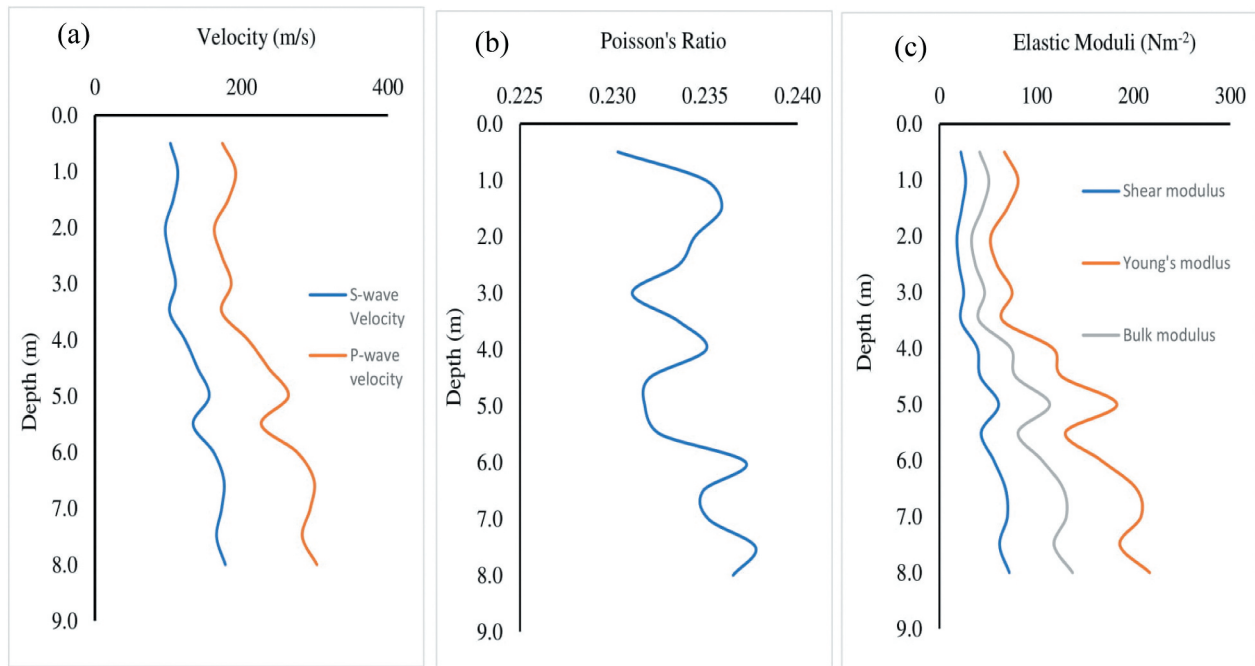 (a)
Velocity (m/s)
0 200 400
0.0
1.0
2.0
3.0
4.0
5.0
6.0
7.0
8.0
9.0
Depth (m)
S-wave
Velocity
P-wave
velocity
(b)
Poisson's Ratio
0.225 0.230 0.235 0.240
0.0
1.0
2.0
3.0
4.0
5.0
6.0
7.0
8.0
9.0
Depth (m)
(c)
Elastic Moduli (Nm⁻²)
0 100 200 300
0.0
1.0
2.0
3.0
4.0
5.0
6.0
7.0
8.0
9.0
Depth (m)
Shear modulus
Young's modlus
Bulk modulus